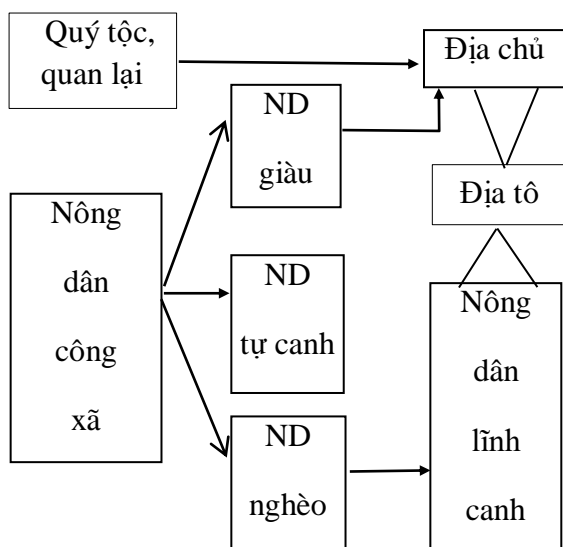 Quý tộc,
quan lại
Địa chủ
ND
giàu
Địa tô
Nông
dân
công
xã
ND
tự canh
ND
nghèo
Nông
dân
lĩnh
canh